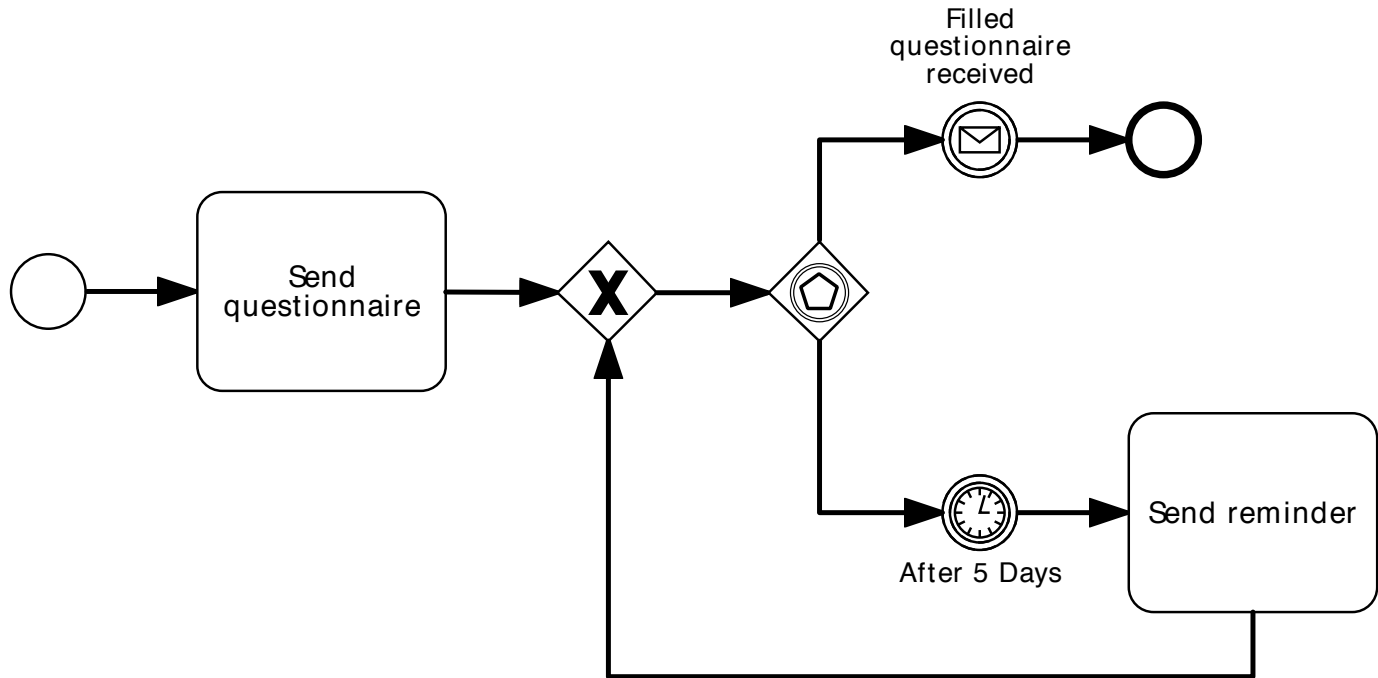 Filled
questionnaire
received
Send
questionnaire
Send reminder
After 5 Days